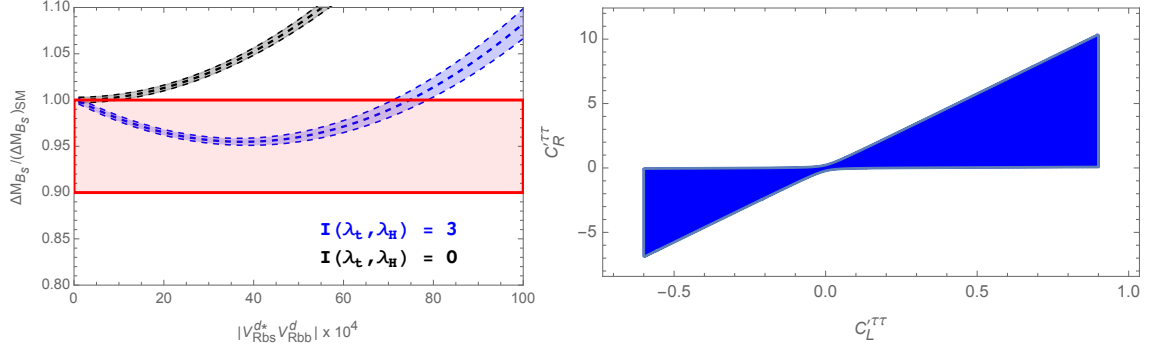 1.10
1.05
1.00
0.95
0.90
0.85
0.80
ΔM_{B_s}/(ΔM_{B_s})_{SM}
I(λ_t,λ_H) = 3
I(λ_t,λ_H) = 0
0 20 40 60 80 100
|V^{d*}_{Rbs} V^{d}_{Rbb}| x 10^4
10
5
0
-5
C'^{ττ}_R
-0.5 0.0 0.5 1.0
C'^{ττ}_L